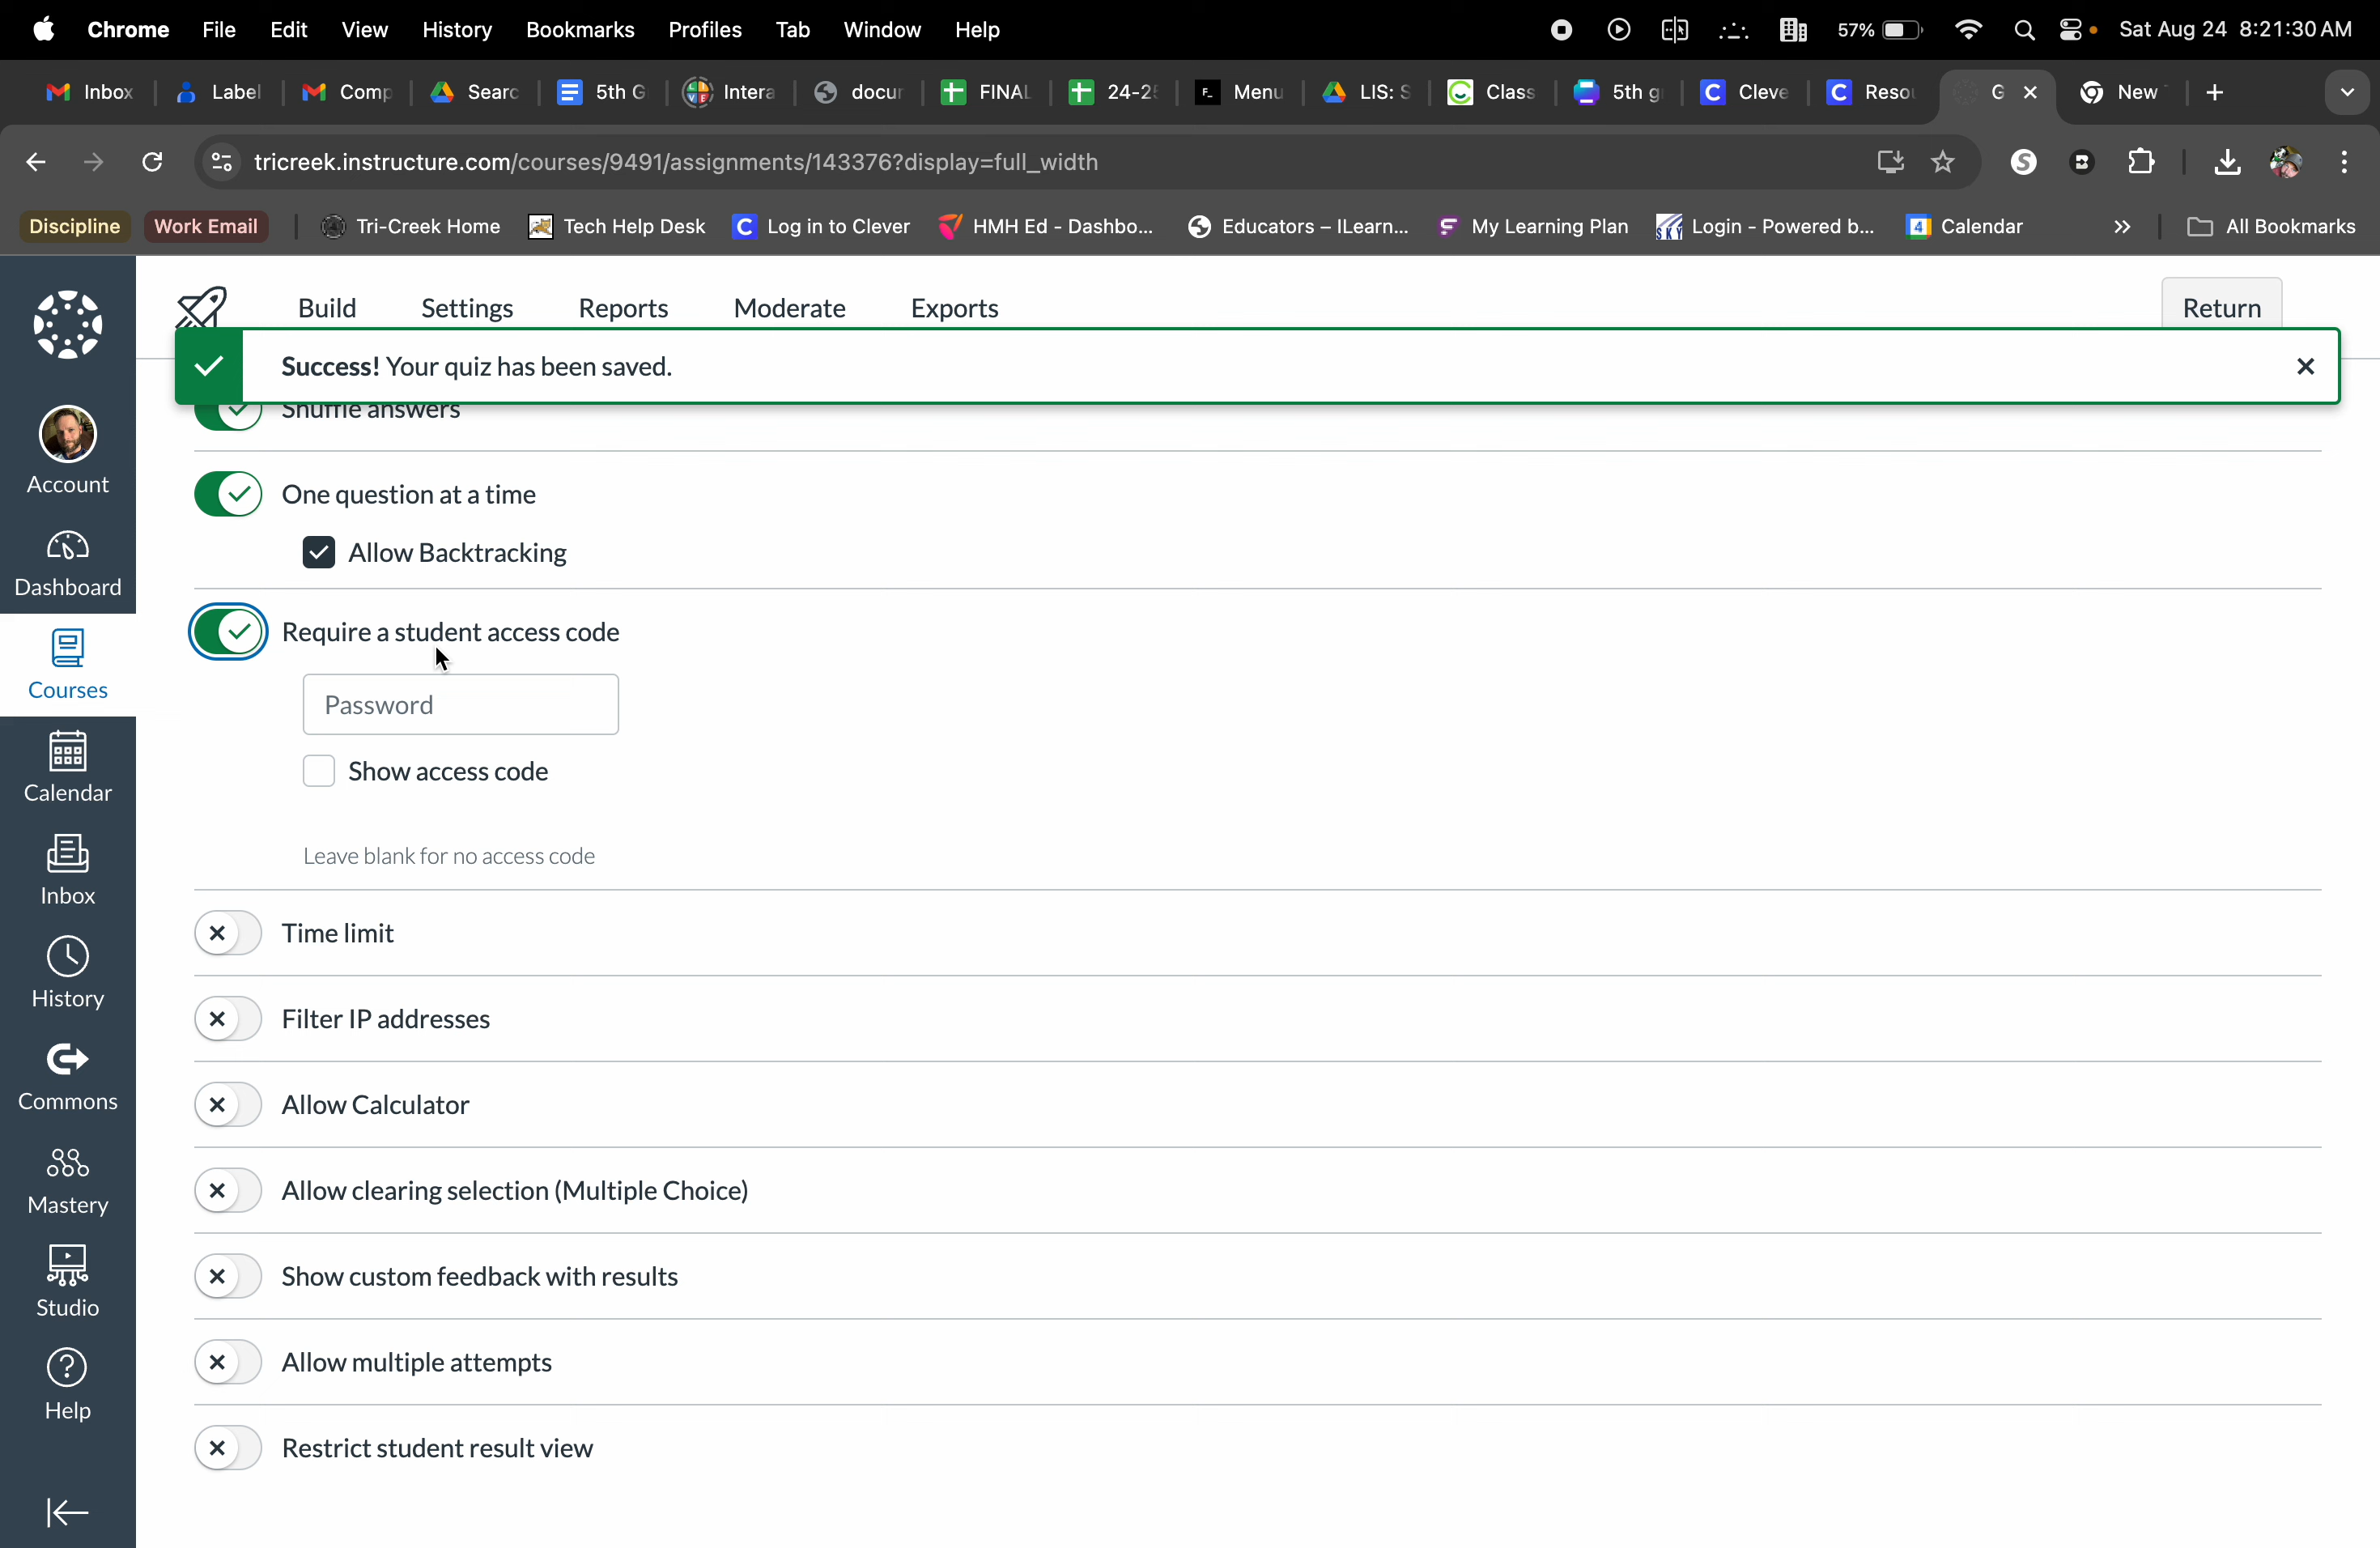 Chrome File Edit View History Bookmarks Profiles Tab Window Help 57% Sat Aug 24 8:21:30 AM
Inbox Label Comp Searc 5th G Intera docur FINAL 24-25 Menu LIS: S Class 5th g Cleve Resou G New
tricreek.instructure.com/courses/9491/assignments/143376?display=full_width
Discipline Work Email Tri-Creek Home Tech Help Desk Log in to Clever HMH Ed - Dashbo... Educators – ILearn... My Learning Plan Login - Powered b... Calendar All Bookmarks
Build Settings Reports Moderate Exports Return
Success! Your quiz has been saved.
Shuffle answers
Account
One question at a time
Allow Backtracking
Dashboard
Require a student access code
Courses
Password
Show access code
Calendar
Leave blank for no access code
Inbox
Time limit
History
Filter IP addresses
Commons
Allow Calculator
Mastery
Allow clearing selection (Multiple Choice)
Show custom feedback with results
Studio
Allow multiple attempts
Help
Restrict student result view